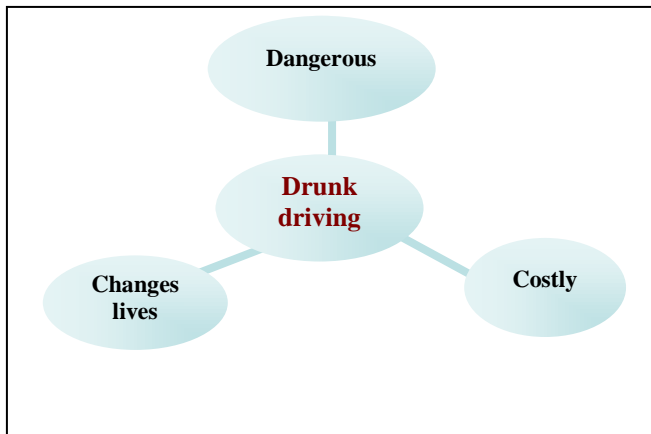 Dangerous
Drunk
driving
Changes
lives
Costly